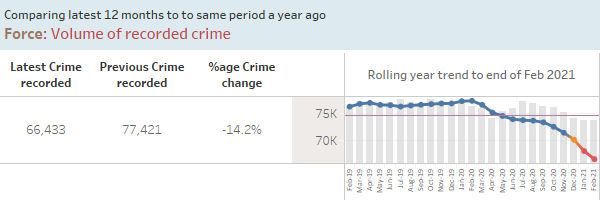 Comparing latest 12 months to to same period a year ago
Force: Volume of recorded crime
Latest Crime recorded
Previous Crime recorded
%age Crime change
66,433
77,421
-14.2%
Rolling year trend to end of Feb 2021
75K
70K
Feb-19
Mar-19
Apr-19
May-19
Jun-19
Jul-19
Aug-19
Sep-19
Oct-19
Nov-19
Dec-19
Jan-20
Feb-20
Mar-20
Apr-20
May-20
Jun-20
Jul-20
Aug-20
Sep-20
Oct-20
Nov-20
Dec-20
Jan-21
Feb-21